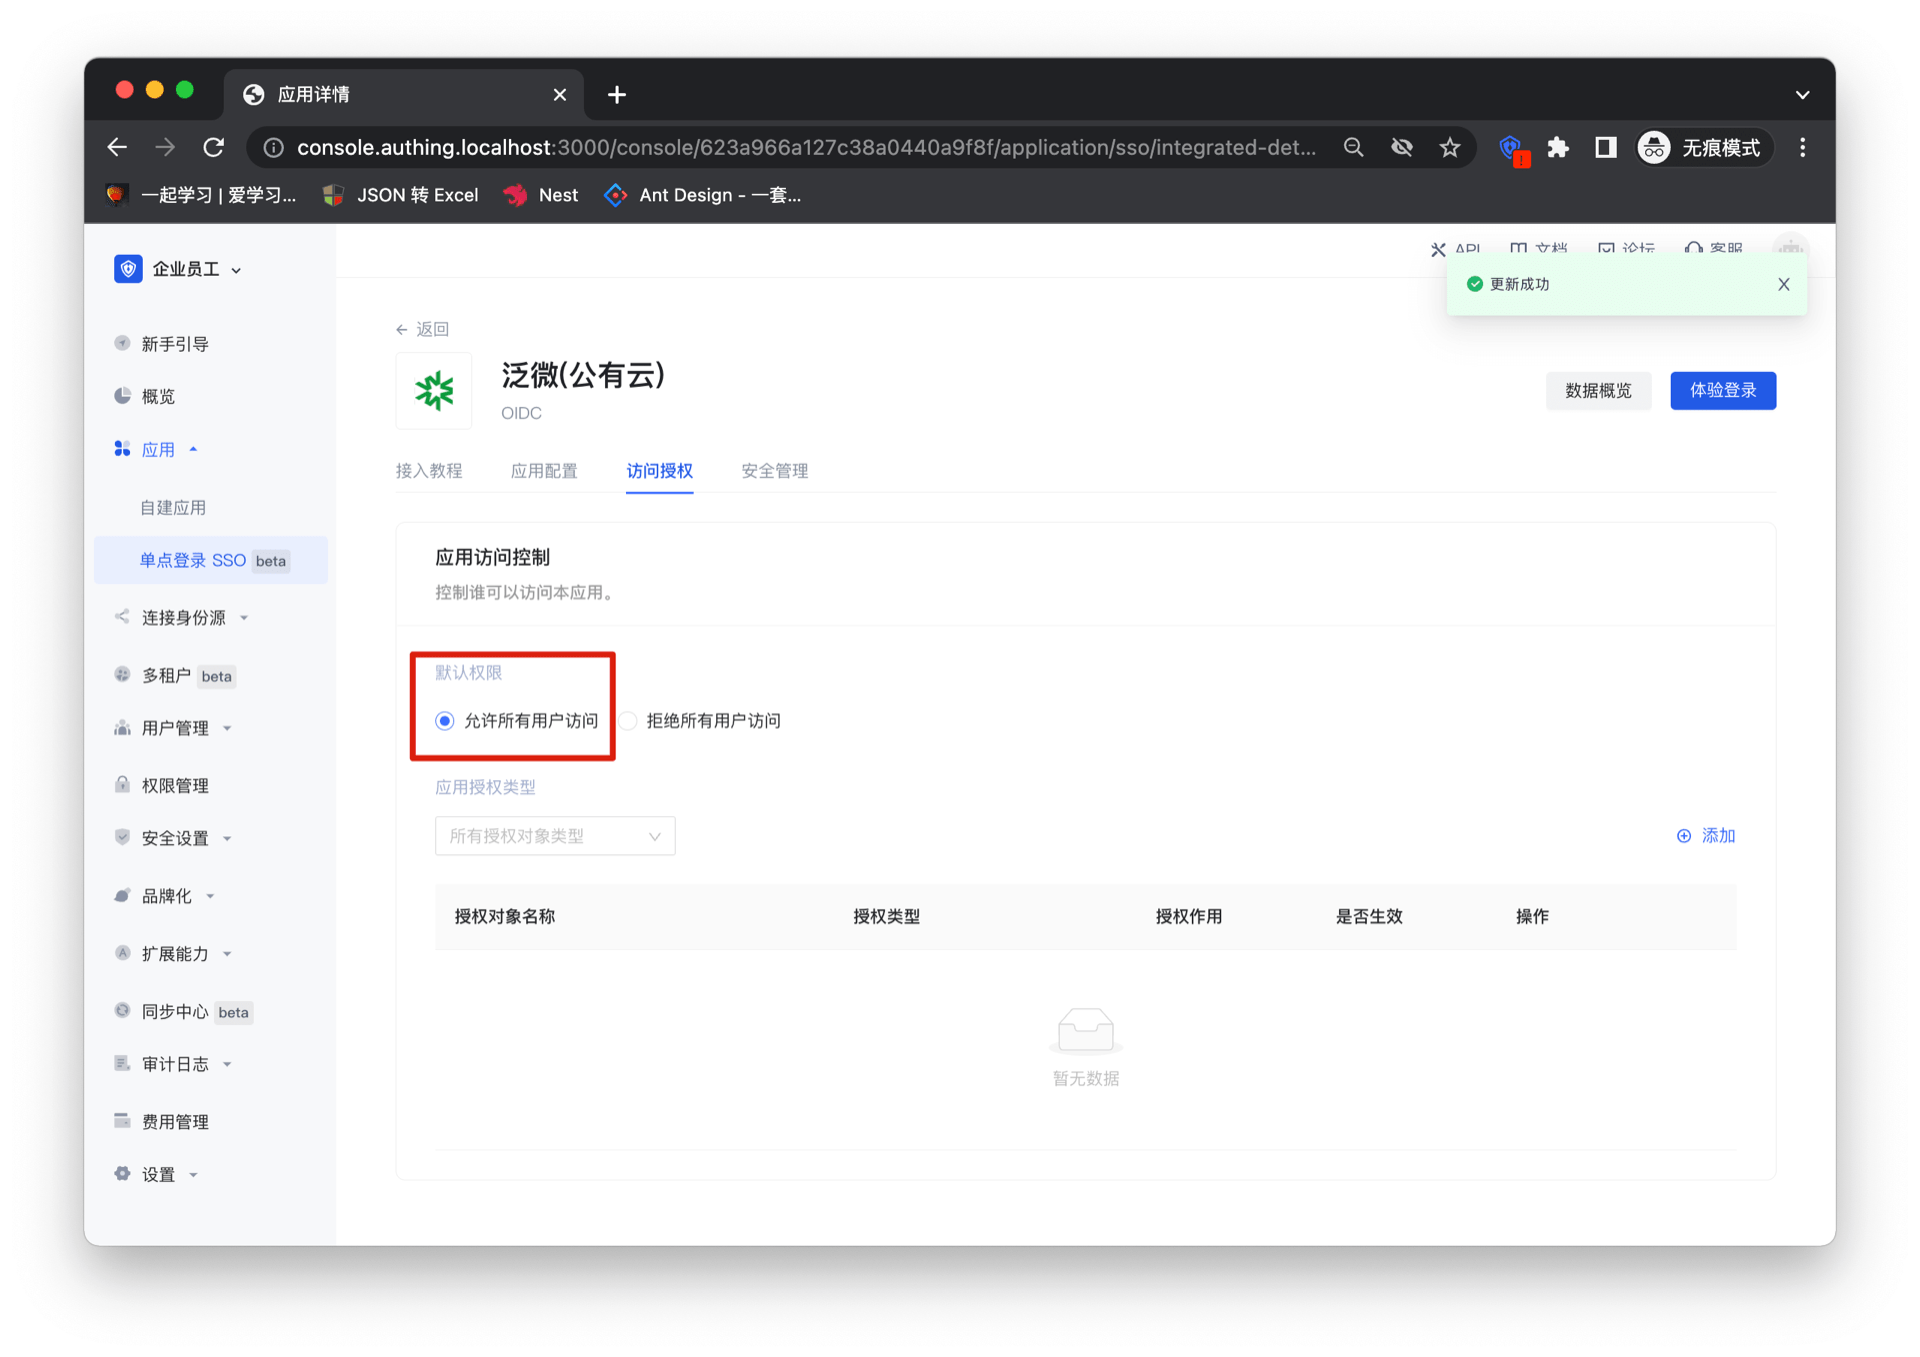 应用详情
console.authing.localhost:3000/console/623a966a127c38a0440a9f8f/application/sso/integrated-det...
无痕模式
一起学习 | 爱学习...
JSON 转 Excel
Nest
Ant Design - 一套...
企业员工
API
文档
论坛
客服
更新成功
新手引导
概览
应用
自建应用
单点登录 SSO beta
连接身份源
多租户 beta
用户管理
权限管理
安全设置
品牌化
扩展能力
同步中心 beta
审计日志
费用管理
设置
返回
泛微(公有云)
OIDC
数据概览
体验登录
接入教程
应用配置
访问授权
安全管理
应用访问控制
控制谁可以访问本应用。
默认权限
允许所有用户访问
拒绝所有用户访问
应用授权类型
所有授权对象类型
添加
授权对象名称
授权类型
授权作用
是否生效
操作
暂无数据